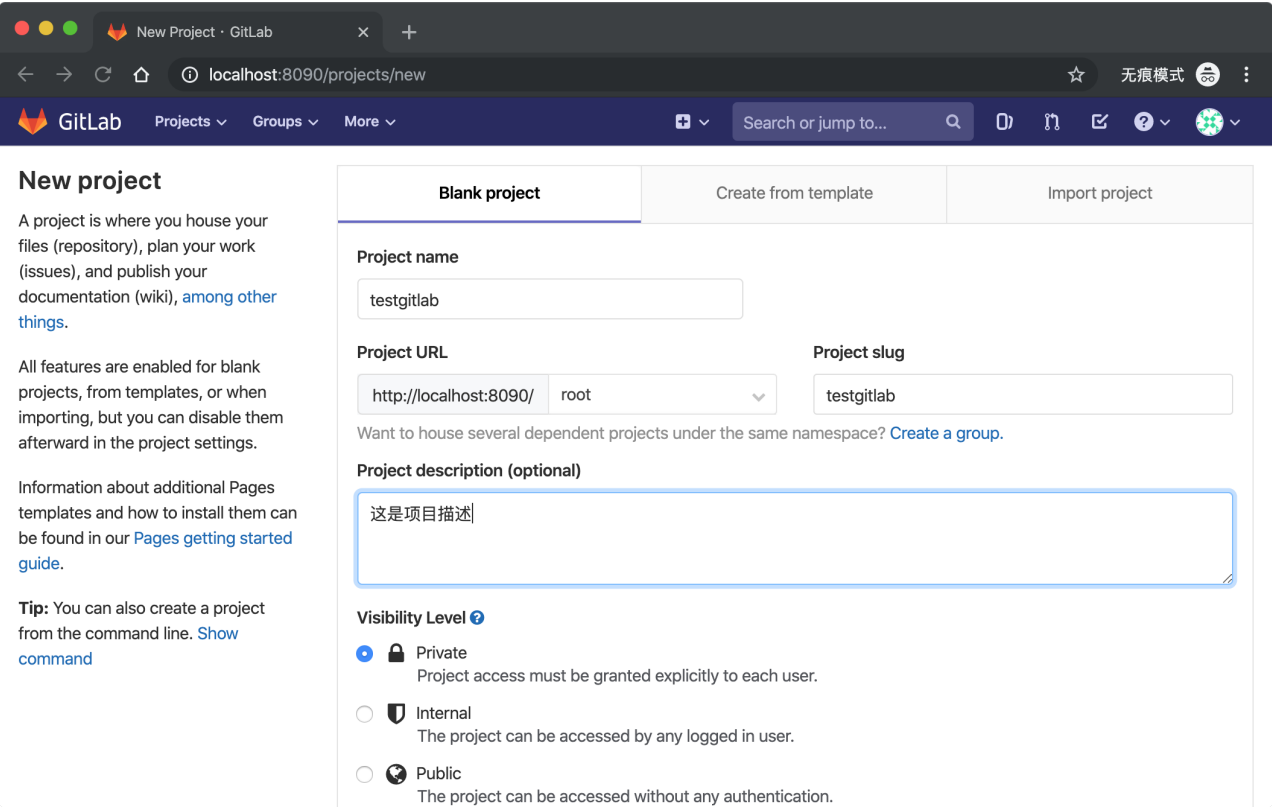 New Project · GitLab
localhost:8090/projects/new
无痕模式
GitLab
Projects
Groups
More
Search or jump to...
New project
A project is where you house your
files (repository), plan your work
(issues), and publish your
documentation (wiki), among other
things.
All features are enabled for blank
projects, from templates, or when
importing, but you can disable them
afterward in the project settings.
Information about additional Pages
templates and how to install them can
be found in our Pages getting started
guide.
Tip: You can also create a project
from the command line. Show
command
Blank project
Create from template
Import project
Project name
testgitlab
Project URL
Project slug
http://localhost:8090/
root
testgitlab
Want to house several dependent projects under the same namespace? Create a group.
Project description (optional)
这是项目描述
Visibility Level
Private
Project access must be granted explicitly to each user.
Internal
The project can be accessed by any logged in user.
Public
The project can be accessed without any authentication.